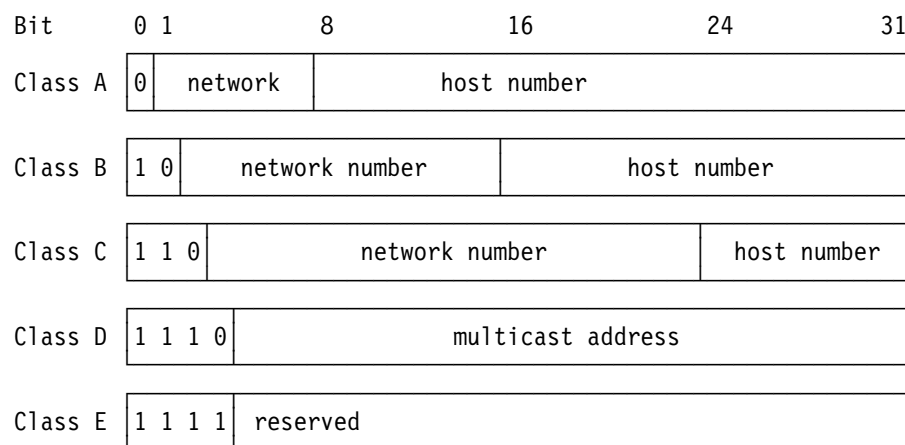 Bit 0 1 8 16 24 31
Class A 0 network host number
Class B 1 0 network number host number
Class C 1 1 0 network number host number
Class D 1 1 1 0 multicast address
Class E 1 1 1 1 reserved